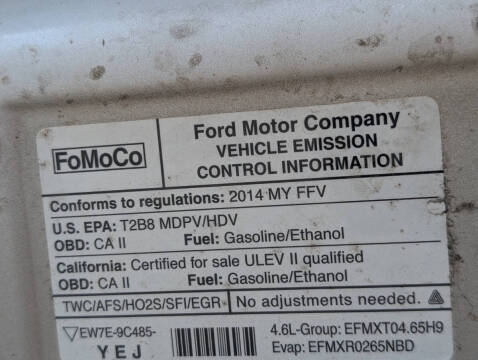 FoMoCo
Ford Motor Company
VEHICLE EMISSION
CONTROL INFORMATION
Conforms to regulations: 2014 MY FFV
U.S. EPA: T2B8 MDPV/HDV
OBD: CA II Fuel: Gasoline/Ethanol
California: Certified for sale ULEV II qualified
OBD: CA II Fuel: Gasoline/Ethanol
TWC/AFS/HO2S/SFI/EGR No adjustments needed.
EW7E-9C485-
YEJ
4.6L-Group: EFMXT04.65H9
Evap: EFMXR0265NBD